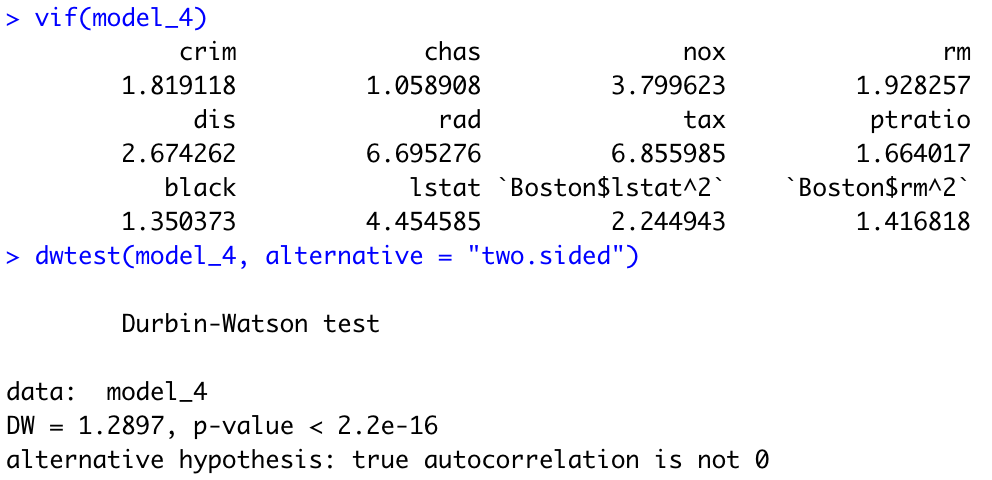 > vif(model_4)
crim chas nox rm
1.819118 1.058908 3.799623 1.928257
dis rad tax ptratio
2.674262 6.695276 6.855985 1.664017
black lstat `Boston$lstat^2` `Boston$rm^2`
1.350373 4.454585 2.244943 1.416818
> dwtest(model_4, alternative = "two.sided")
Durbin-Watson test
data: model_4
DW = 1.2897, p-value < 2.2e-16
alternative hypothesis: true autocorrelation is not 0